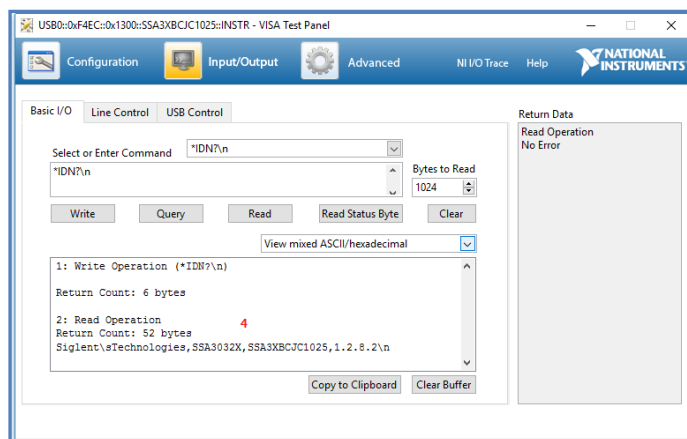 USB0::0xF4EC::0x1300::SSA3XBCJC1025::INSTR - VISA Test Panel
Configuration Input/Output Advanced NI I/O Trace Help NATIONAL INSTRUMENTS
Basic I/O Line Control USB Control
Select or Enter Command *IDN?\n
*IDN?\n
Bytes to Read
1024
Write Query Read Read Status Byte Clear
View mixed ASCII/hexadecimal
1: Write Operation (*IDN?\n)
Return Count: 6 bytes
2: Read Operation
4
Return Count: 52 bytes
Siglent\sTechnologies,SSA3032X,SSA3XBCJC1025,1.2.8.2\n
Copy to Clipboard Clear Buffer
Return Data
Read Operation
No Error